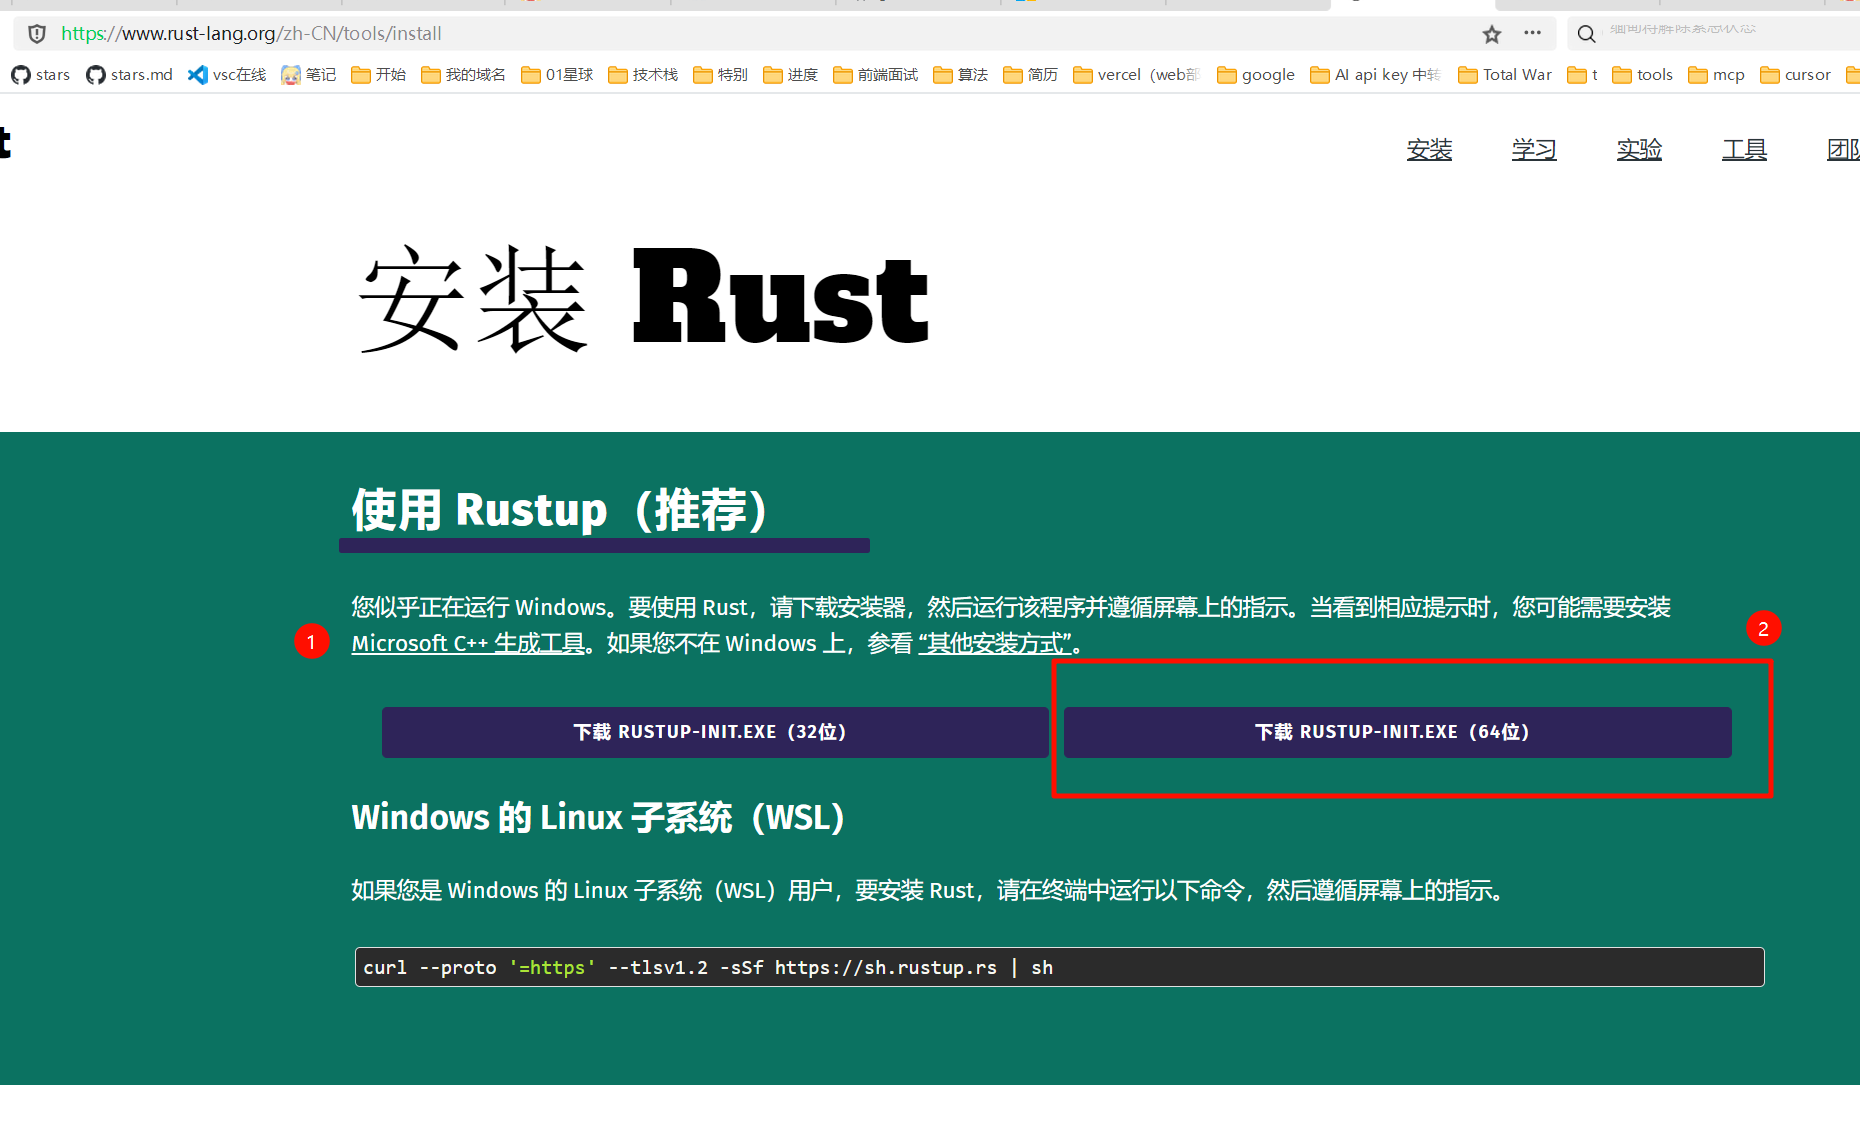 https://www.rust-lang.org/zh-CN/tools/install
stars stars.md vsc在线 笔记 开始 我的域名 01星球 技术栈 特别 进度 前端面试 算法 简历 vercel（web部 google AI api key 中转 Total War t tools mcp cursor
t
安装 学习 实验 工具 团队
安装 Rust
使用 Rustup（推荐）
您似乎正在运行 Windows。要使用 Rust，请下载安装器，然后运行该程序并遵循屏幕上的指示。当看到相应提示时，您可能需要安装
1
Microsoft C++ 生成工具。如果您不在 Windows 上，参看 “其他安装方式”。
2
下载 RUSTUP-INIT.EXE（32位）
下载 RUSTUP-INIT.EXE（64位）
Windows 的 Linux 子系统（WSL）
如果您是 Windows 的 Linux 子系统（WSL）用户，要安装 Rust，请在终端中运行以下命令，然后遵循屏幕上的指示。
curl --proto '=https' --tlsv1.2 -sSf https://sh.rustup.rs | sh